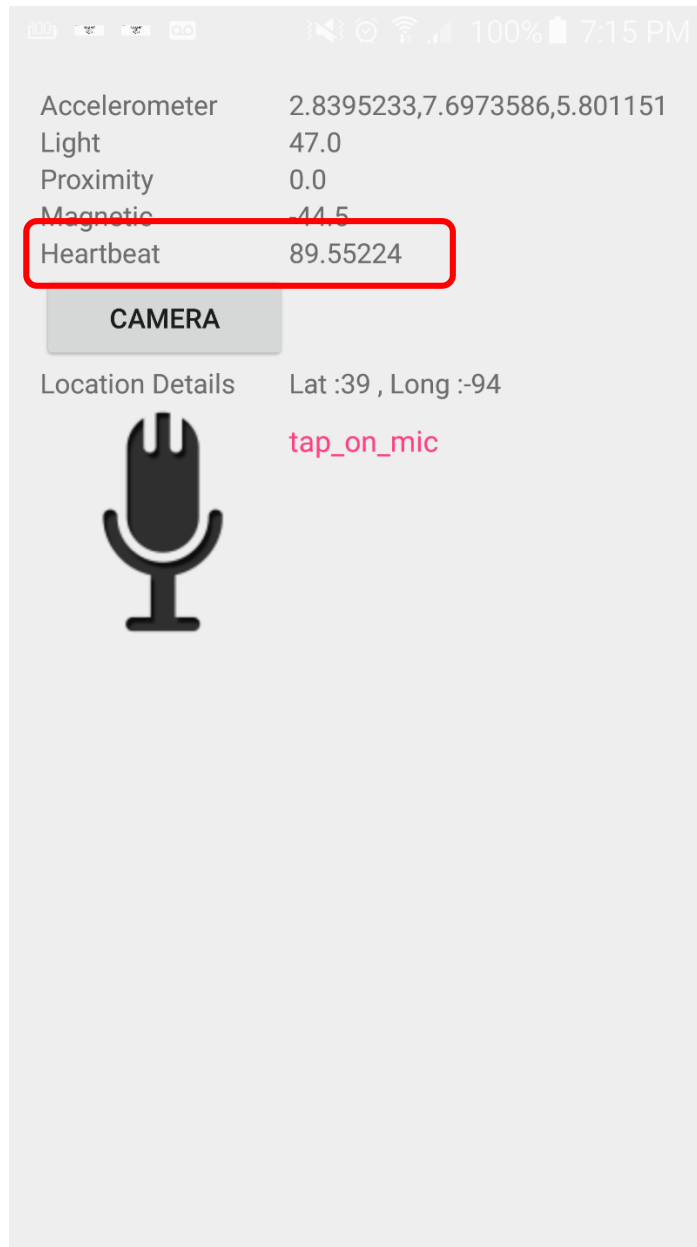 100% 7:15 PM
Accelerometer 2.8395233,7.6973586,5.801151
Light 47.0
Proximity 0.0
Magnetic -44.5
Heartbeat 89.55224
CAMERA
Location Details Lat :39 , Long :-94
tap_on_mic